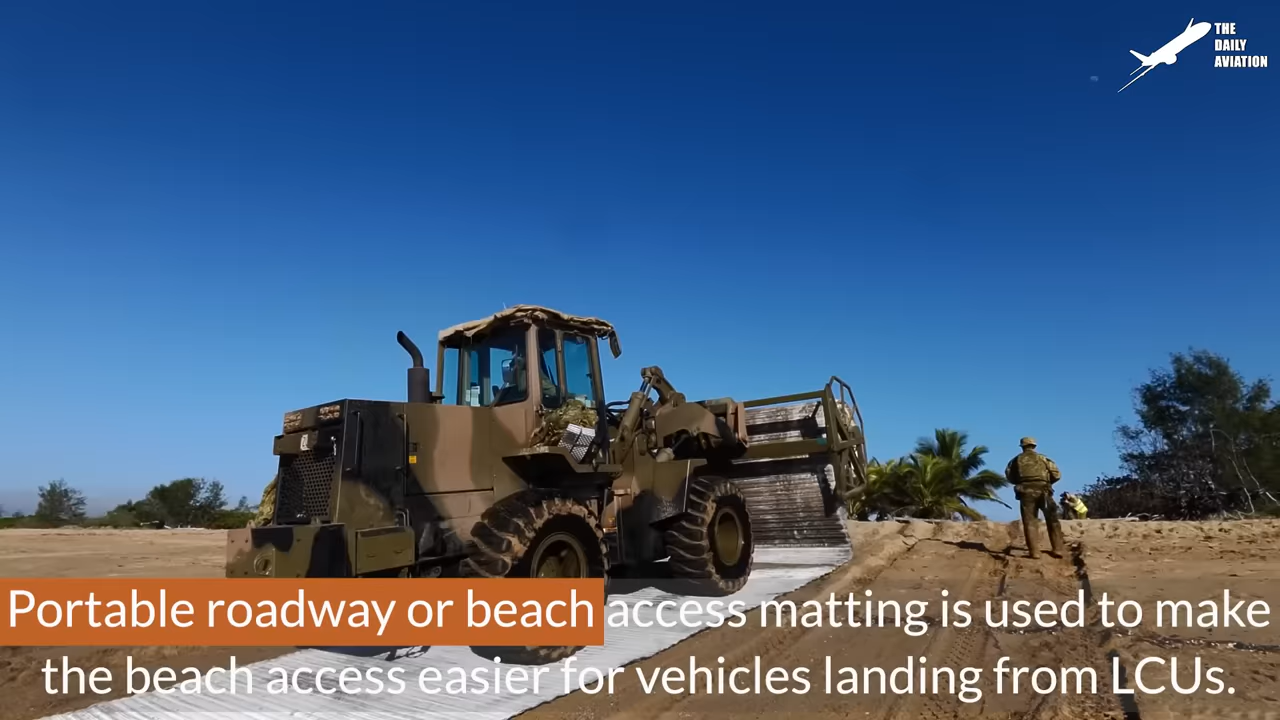 THE
DAILY
AVIATION
Portable roadway or beach access matting is used to make
the beach access easier for vehicles landing from LCUs.